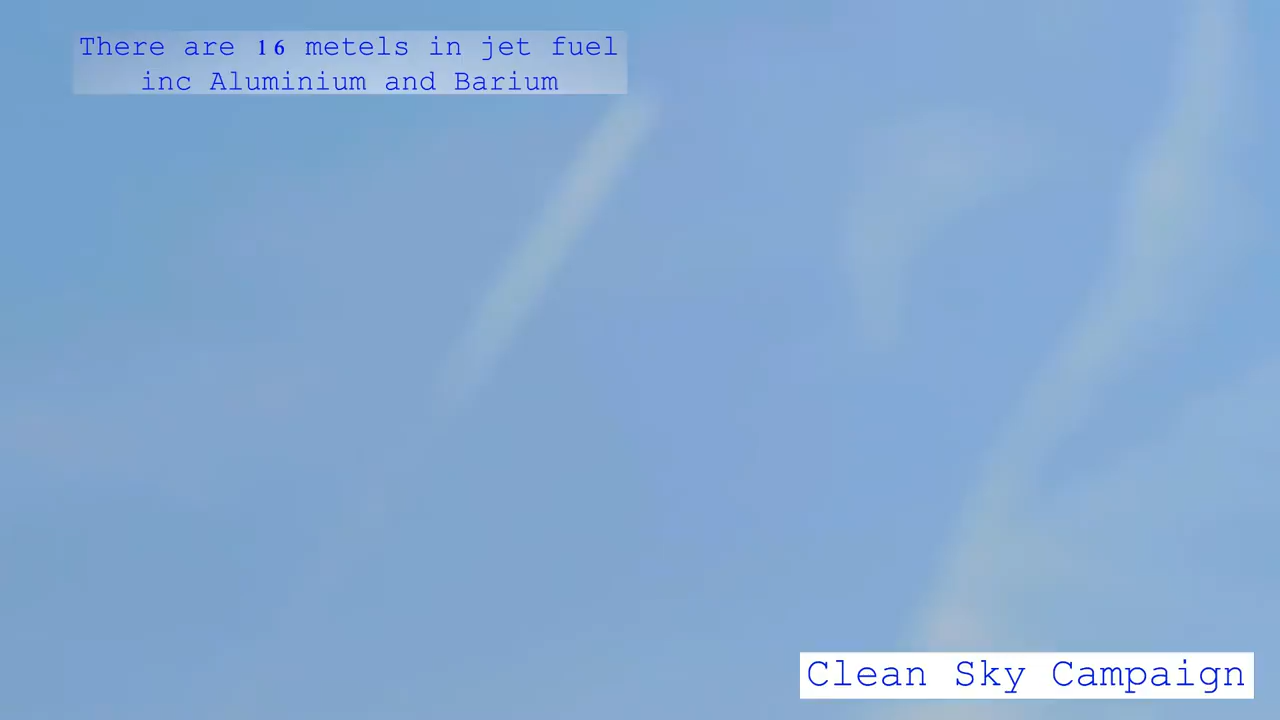 There are 16 metels in jet fuel
inc Aluminium and Barium
Clean Sky Campaign